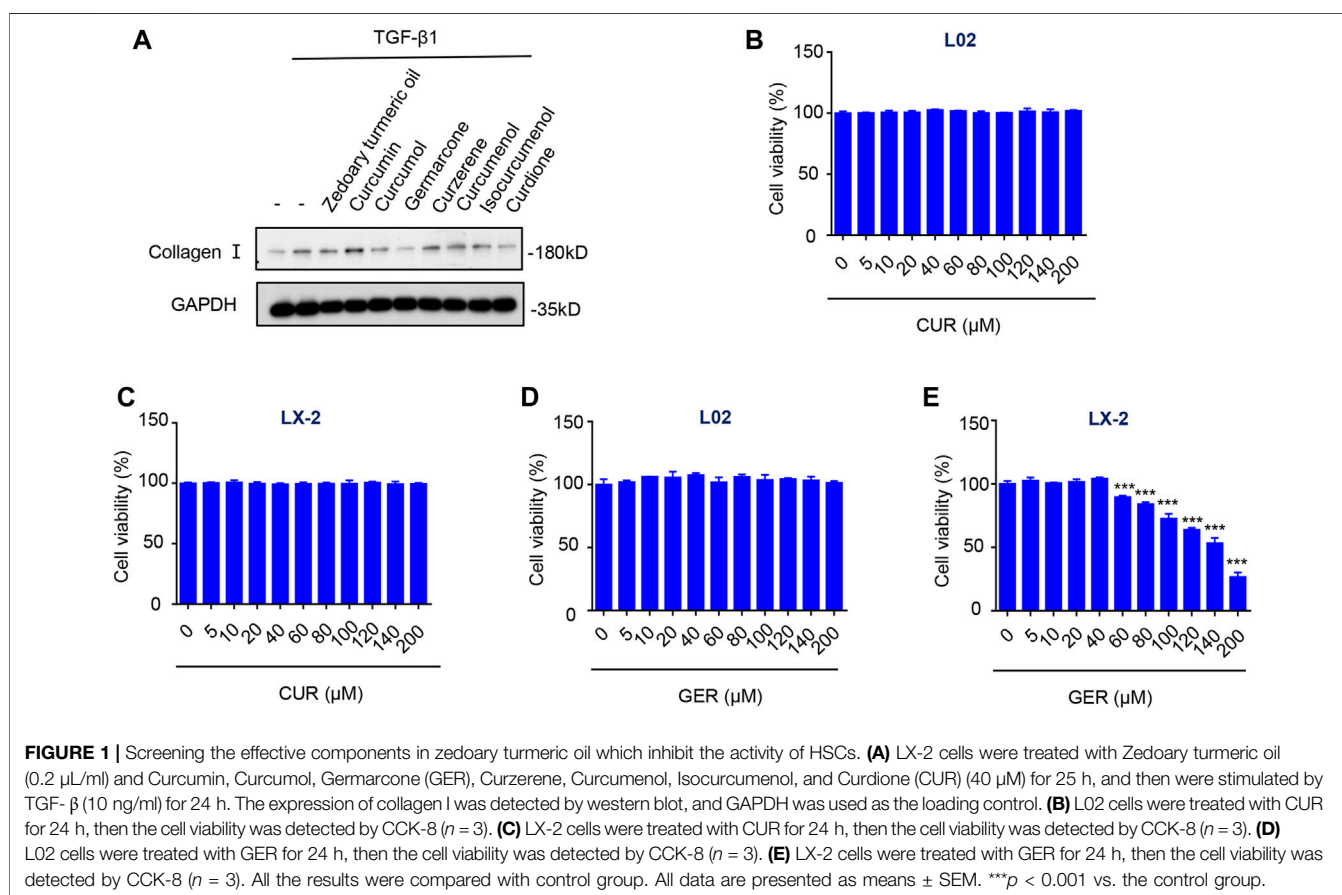 A
TGF-β1
- - Zedoary turmeric oil Curcumin Curcumol Germarcone Curzerene Curcumenol Isocurcumenol Curdione
Collagen I -180kD
GAPDH -35kD
B
L02
Cell viability (%)
150
100
50
0
0 5 10 20 40 60 80 100 120 140 200
CUR (µM)
C
LX-2
Cell viability (%)
150
100
50
0
0 5 10 20 40 60 80 100 120 140 200
CUR (µM)
D
L02
Cell viability (%)
150
100
50
0
0 5 10 20 40 60 80 100 120 140 200
GER (µM)
E
LX-2
Cell viability (%)
150
100
50
0
*** *** *** *** *** ***
0 5 10 20 40 60 80 100 120 140 200
GER (µM)
FIGURE 1 | Screening the effective components in zedoary turmeric oil which inhibit the activity of HSCs. (A) LX-2 cells were treated with Zedoary turmeric oil
(0.2 µL/ml) and Curcumin, Curcumol, Germarcone (GER), Curzerene, Curcumenol, Isocurcumenol, and Curdione (CUR) (40 µM) for 25 h, and then were stimulated by
TGF- β (10 ng/ml) for 24 h. The expression of collagen I was detected by western blot, and GAPDH was used as the loading control. (B) L02 cells were treated with CUR
for 24 h, then the cell viability was detected by CCK-8 (n = 3). (C) LX-2 cells were treated with CUR for 24 h, then the cell viability was detected by CCK-8 (n = 3). (D)
L02 cells were treated with GER for 24 h, then the cell viability was detected by CCK-8 (n = 3). (E) LX-2 cells were treated with GER for 24 h, then the cell viability was
detected by CCK-8 (n = 3). All the results were compared with control group. All data are presented as means ± SEM. ***p < 0.001 vs. the control group.